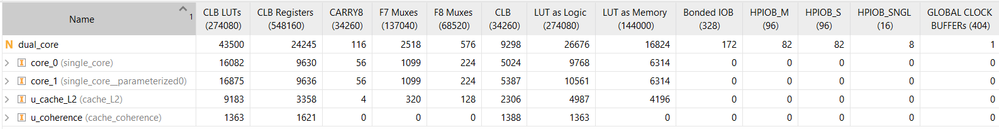 Name 1 CLB LUTs (274080) CLB Registers (548160) CARRY8 (34260) F7 Muxes (137040) F8 Muxes (68520) CLB (34260) LUT as Logic (274080) LUT as Memory (144000) Bonded IOB (328) HPIOB_M (96) HPIOB_S (96) HPIOB_SNGL (16) GLOBAL CLOCK BUFFERs (404)
N dual_core 43500 24245 116 2518 576 9298 26676 16824 172 82 82 8 1
I core_0 (single_core) 16082 9630 56 1099 224 5024 9768 6314 0 0 0 0 0
I core_1 (single_core__parameterized0) 16875 9636 56 1099 224 5387 10561 6314 0 0 0 0 0
I u_cache_L2 (cache_L2) 9183 3358 4 320 128 2306 4987 4196 0 0 0 0 0
I u_coherence (cache_coherence) 1363 1621 0 0 0 1388 1363 0 0 0 0 0 0